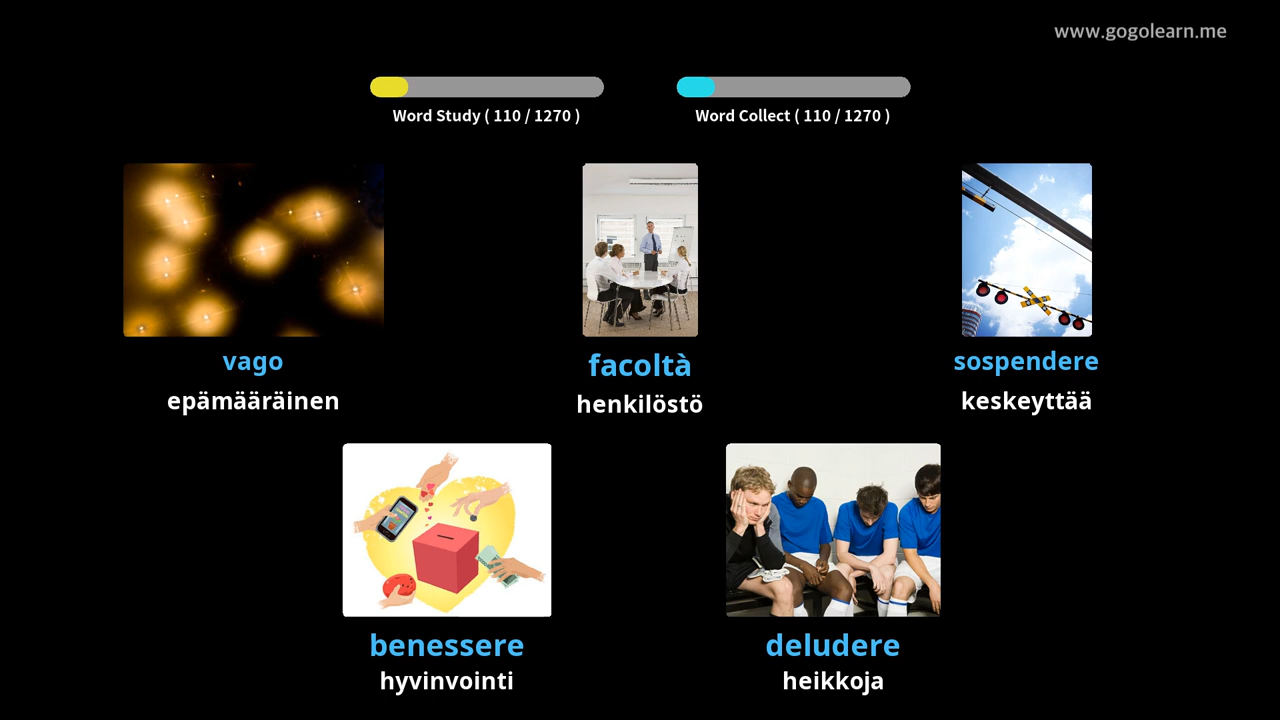 www.gogolearn.me
Word Study ( 110 / 1270 )
Word Collect ( 110 / 1270 )
vago
epämääräinen
facoltà
henkilöstö
sospendere
keskeyttää
benessere
hyvinvointi
deludere
heikkoja